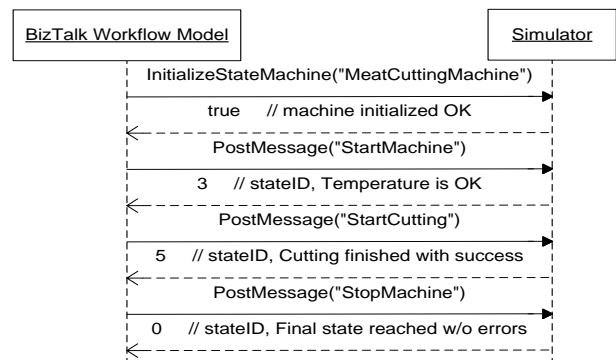 BizTalk Workflow Model
Simulator
InitializeStateMachine("MeatCuttingMachine")
true // machine initialized OK
PostMessage("StartMachine")
3 // stateID, Temperature is OK
PostMessage("StartCutting")
5 // stateID, Cutting finished with success
PostMessage("StopMachine")
0 // stateID, Final state reached w/o errors